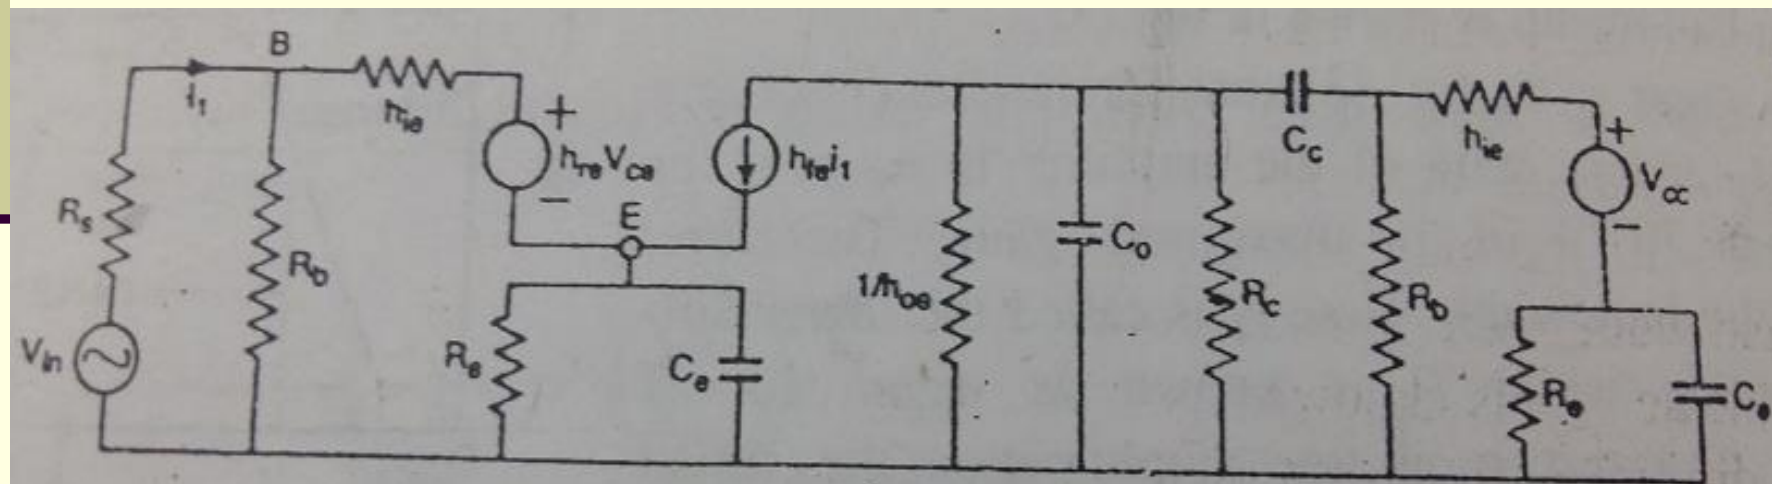 B
i₁
hie
+
hreVce
−
hfei₁
E
Rs
Rb
Vin
Re
Ce
1/hoe
Co
Rc
Cc
Rb
hie
+
Vcc
−
Re
Ce